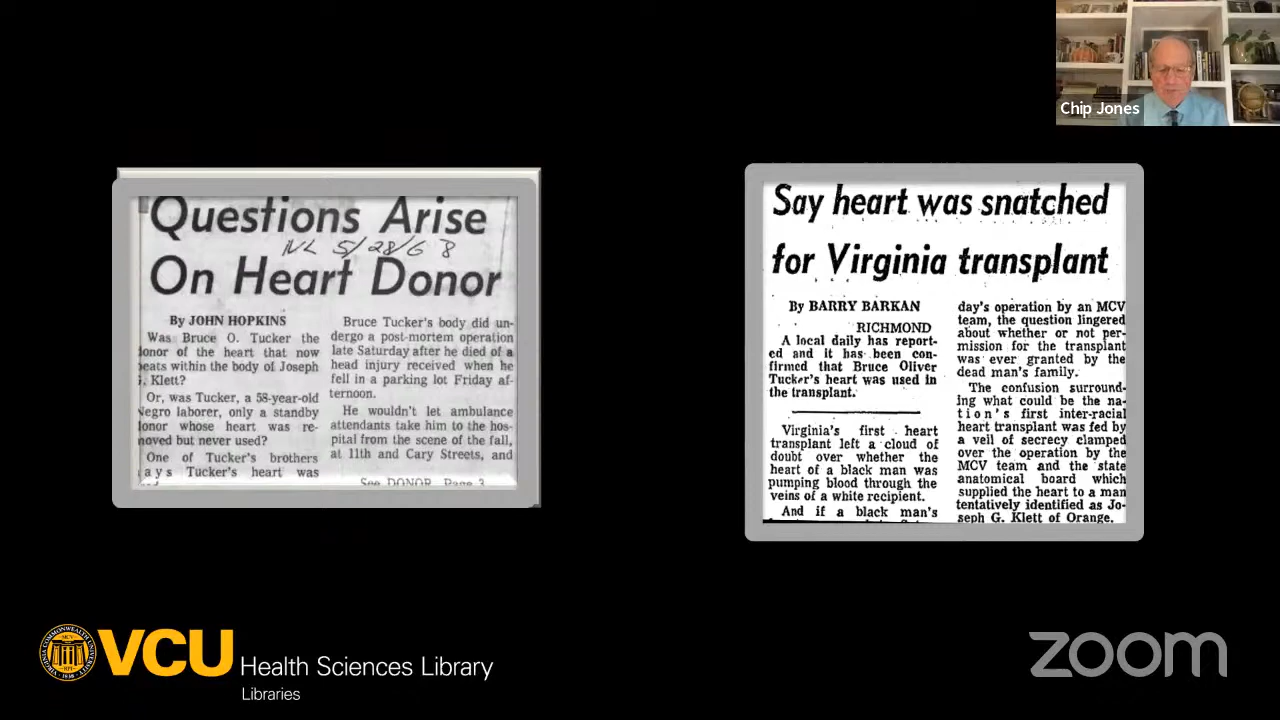 Chip Jones
Questions Arise
NL 5/28/68
On Heart Donor
By JOHN HOPKINS
Was Bruce O. Tucker the
donor of the heart that now
beats within the body of Joseph
G. Klett?
Or, was Tucker, a 58-year-old
Negro laborer, only a standby
donor whose heart was re-
moved but never used?
One of Tucker's brothers
says Tucker's heart was
Bruce Tucker's body did un-
dergo a post-mortem operation
late Saturday after he died of a
head injury received when he
fell in a parking lot Friday af-
ternoon.
He wouldn't let ambulance
attendants take him to the hos-
pital from the scene of the fall,
at 11th and Cary Streets, and
See DONOR, Page 3
Say heart was snatched
for Virginia transplant
By BARRY BARKAN
RICHMOND
A local daily has report-
ed and it has been con-
firmed that Bruce Oliver
Tucker's heart was used in
the transplant.
Virginia's first heart
transplant left a cloud of
doubt over whether the
heart of a black man was
pumping blood through the
veins of a white recipient.
And if a black man's
day's operation by an MCV
team, the question lingered
about whether or not per-
mission for the transplant
was ever granted by the
dead man's family.
The confusion surround-
ing what could be the na-
tion's first inter-racial
heart transplant was fed by
a veil of secrecy clamped
over the operation by the
MCV team and the state
anatomical board which
supplied the heart to a man
tentatively identified as Jo-
seph G. Klett of Orange.
VCU Health Sciences Library
Libraries
zoom